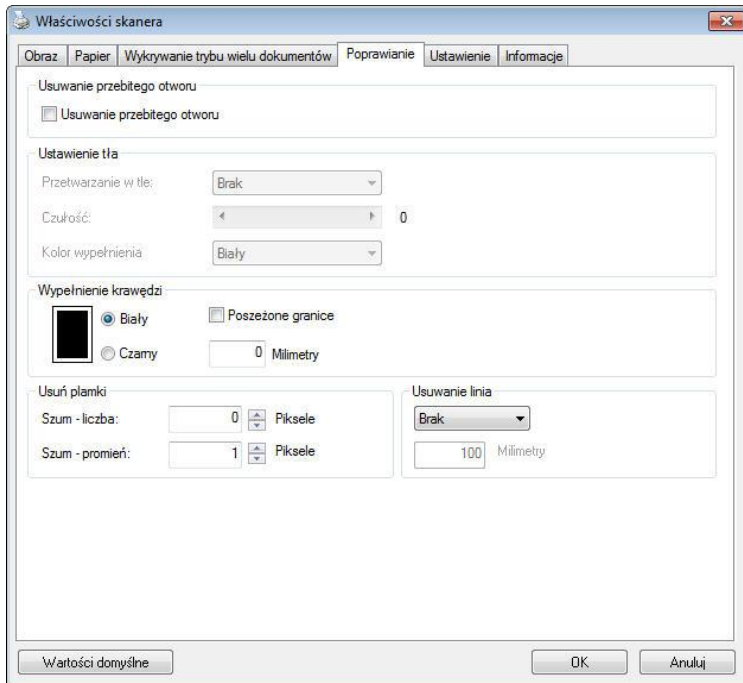 Właściwości skanera
Obraz Papier Wykrywanie trybu wielu dokumentów Poprawianie Ustawienie Informacje
Usuwanie przebitego otworu
Usuwanie przebitego otworu
Ustawienie tła
Przetwarzanie w tle: Brak
Czułość: 0
Kolor wypełnienia Biały
Wypełnienie krawędzi
Biały Poszeżone granice
Czarny 0 Milimetry
Usuń plamki Usuwanie linia
Szum - liczba: 0 Piksele Brak
Szum - promień: 1 Piksele 100 Milimetry
Wartości domyślne OK Anuluj